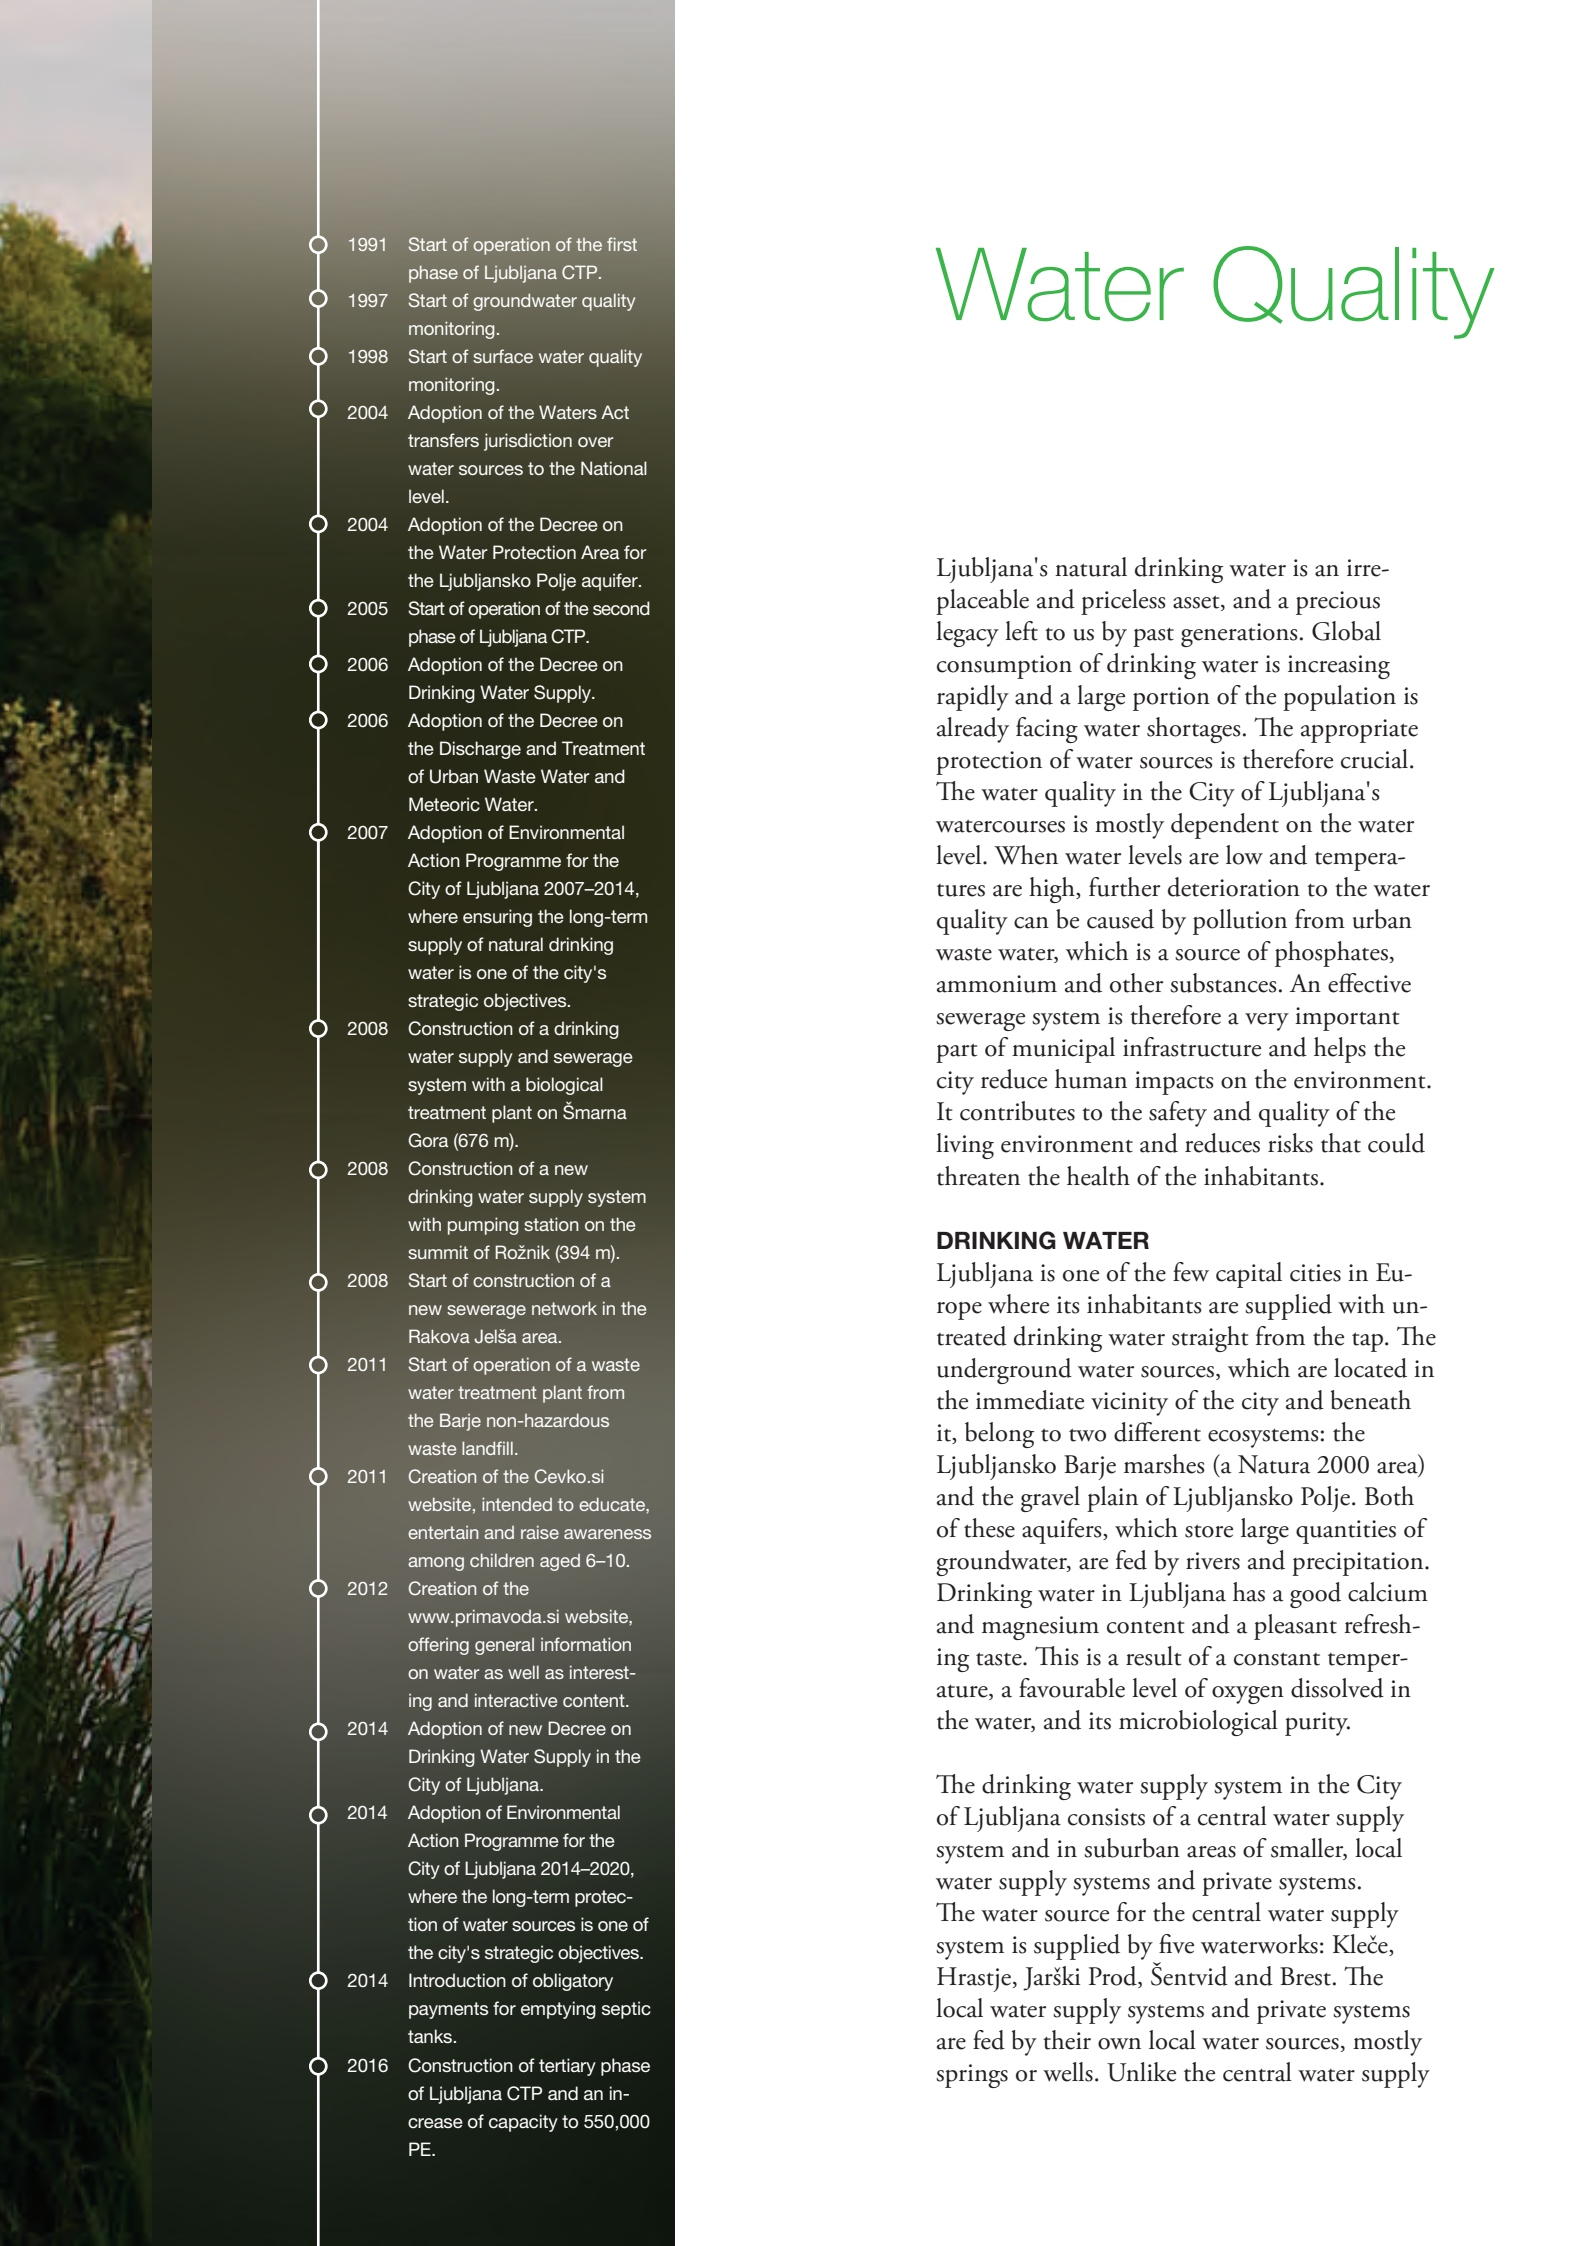 1991 Start of operation of the first
phase of Ljubljana CTP.
1997 Start of groundwater quality
monitoring.
1998 Start of surface water quality
monitoring.
2004 Adoption of the Waters Act
transfers jurisdiction over
water sources to the National
level.
2004 Adoption of the Decree on
the Water Protection Area for
the Ljubljansko Polje aquifer.
2005 Start of operation of the second
phase of Ljubljana CTP.
2006 Adoption of the Decree on
Drinking Water Supply.
2006 Adoption of the Decree on
the Discharge and Treatment
of Urban Waste Water and
Meteoric Water.
2007 Adoption of Environmental
Action Programme for the
City of Ljubljana 2007–2014,
where ensuring the long-term
supply of natural drinking
water is one of the city's
strategic objectives.
2008 Construction of a drinking
water supply and sewerage
system with a biological
treatment plant on Šmarna
Gora (676 m).
2008 Construction of a new
drinking water supply system
with pumping station on the
summit of Rožnik (394 m).
2008 Start of construction of a
new sewerage network in the
Rakova Jelša area.
2011 Start of operation of a waste
water treatment plant from
the Barje non-hazardous
waste landfill.
2011 Creation of the Cevko.si
website, intended to educate,
entertain and raise awareness
among children aged 6–10.
2012 Creation of the
www.primavoda.si website,
offering general information
on water as well as interest-
ing and interactive content.
2014 Adoption of new Decree on
Drinking Water Supply in the
City of Ljubljana.
2014 Adoption of Environmental
Action Programme for the
City of Ljubljana 2014–2020,
where the long-term protec-
tion of water sources is one of
the city's strategic objectives.
2014 Introduction of obligatory
payments for emptying septic
tanks.
2016 Construction of tertiary phase
of Ljubljana CTP and an in-
crease of capacity to 550,000
PE.
Water Quality
Ljubljana's natural drinking water is an irre-
placeable and priceless asset, and a precious
legacy left to us by past generations. Global
consumption of drinking water is increasing
rapidly and a large portion of the population is
already facing water shortages. The appropriate
protection of water sources is therefore crucial.
The water quality in the City of Ljubljana's
watercourses is mostly dependent on the water
level. When water levels are low and tempera-
tures are high, further deterioration to the water
quality can be caused by pollution from urban
waste water, which is a source of phosphates,
ammonium and other substances. An effective
sewerage system is therefore a very important
part of municipal infrastructure and helps the
city reduce human impacts on the environment.
It contributes to the safety and quality of the
living environment and reduces risks that could
threaten the health of the inhabitants.
DRINKING WATER
Ljubljana is one of the few capital cities in Eu-
rope where its inhabitants are supplied with un-
treated drinking water straight from the tap. The
underground water sources, which are located in
the immediate vicinity of the city and beneath
it, belong to two different ecosystems: the
Ljubljansko Barje marshes (a Natura 2000 area)
and the gravel plain of Ljubljansko Polje. Both
of these aquifers, which store large quantities of
groundwater, are fed by rivers and precipitation.
Drinking water in Ljubljana has a good calcium
and magnesium content and a pleasant refresh-
ing taste. This is a result of a constant temper-
ature, a favourable level of oxygen dissolved in
the water, and its microbiological purity.
The drinking water supply system in the City
of Ljubljana consists of a central water supply
system and in suburban areas of smaller, local
water supply systems and private systems.
The water source for the central water supply
system is supplied by five waterworks: Kleče,
Hrastje, Jarški Prod, Šentvid and Brest. The
local water supply systems and private systems
are fed by their own local water sources, mostly
springs or wells. Unlike the central water supply